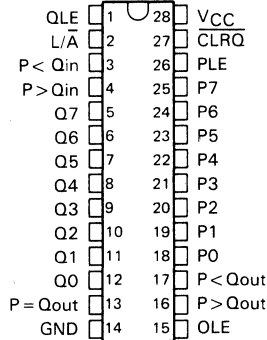 QLE 1 28 VCC
L/A̅ 2 27 C̅L̅R̅Q̅
P<Qin 3 26 PLE
P>Qin 4 25 P7
Q7 5 24 P6
Q6 6 23 P5
Q5 7 22 P4
Q4 8 21 P3
Q3 9 20 P2
Q2 10 19 P1
Q1 11 18 P0
Q0 12 17 P<Qout
P=Qout 13 16 P>Qout
GND 14 15 OLE